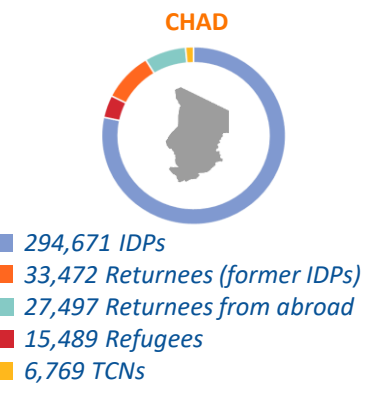 CHAD
294,671 IDPs
33,472 Returnees (former IDPs)
27,497 Returnees from abroad
15,489 Refugees
6,769 TCNs